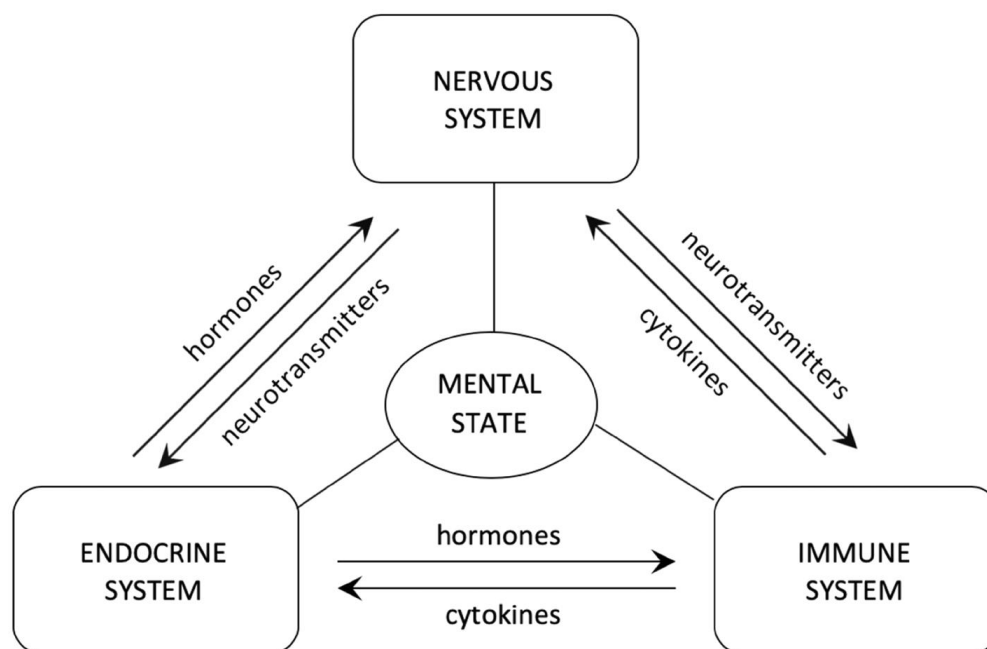 NERVOUS
SYSTEM
hormones
neurotransmitters
neurotransmitters
cytokines
MENTAL
STATE
ENDOCRINE
SYSTEM
hormones
cytokines
IMMUNE
SYSTEM